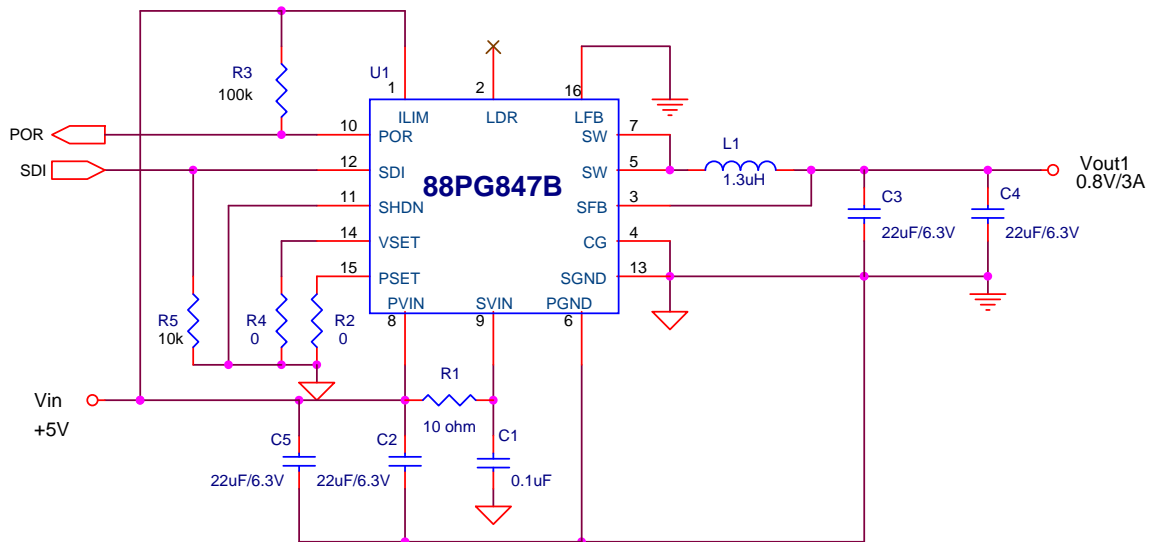 R3
100k
U1
1
2
16
ILIM
LDR
LFB
POR
10
POR
SW
7
SDI
12
SDI
88PG847B
SW
5
L1
1.3uH
Vout1
0.8V/3A
11
SHDN
SFB
3
C3
22uF/6.3V
C4
22uF/6.3V
14
VSET
CG
4
15
PSET
SGND
13
PVIN
SVIN
PGND
8
9
6
R5
10k
R4
0
R2
0
R1
10 ohm
Vin
+5V
C5
22uF/6.3V
C2
22uF/6.3V
C1
0.1uF